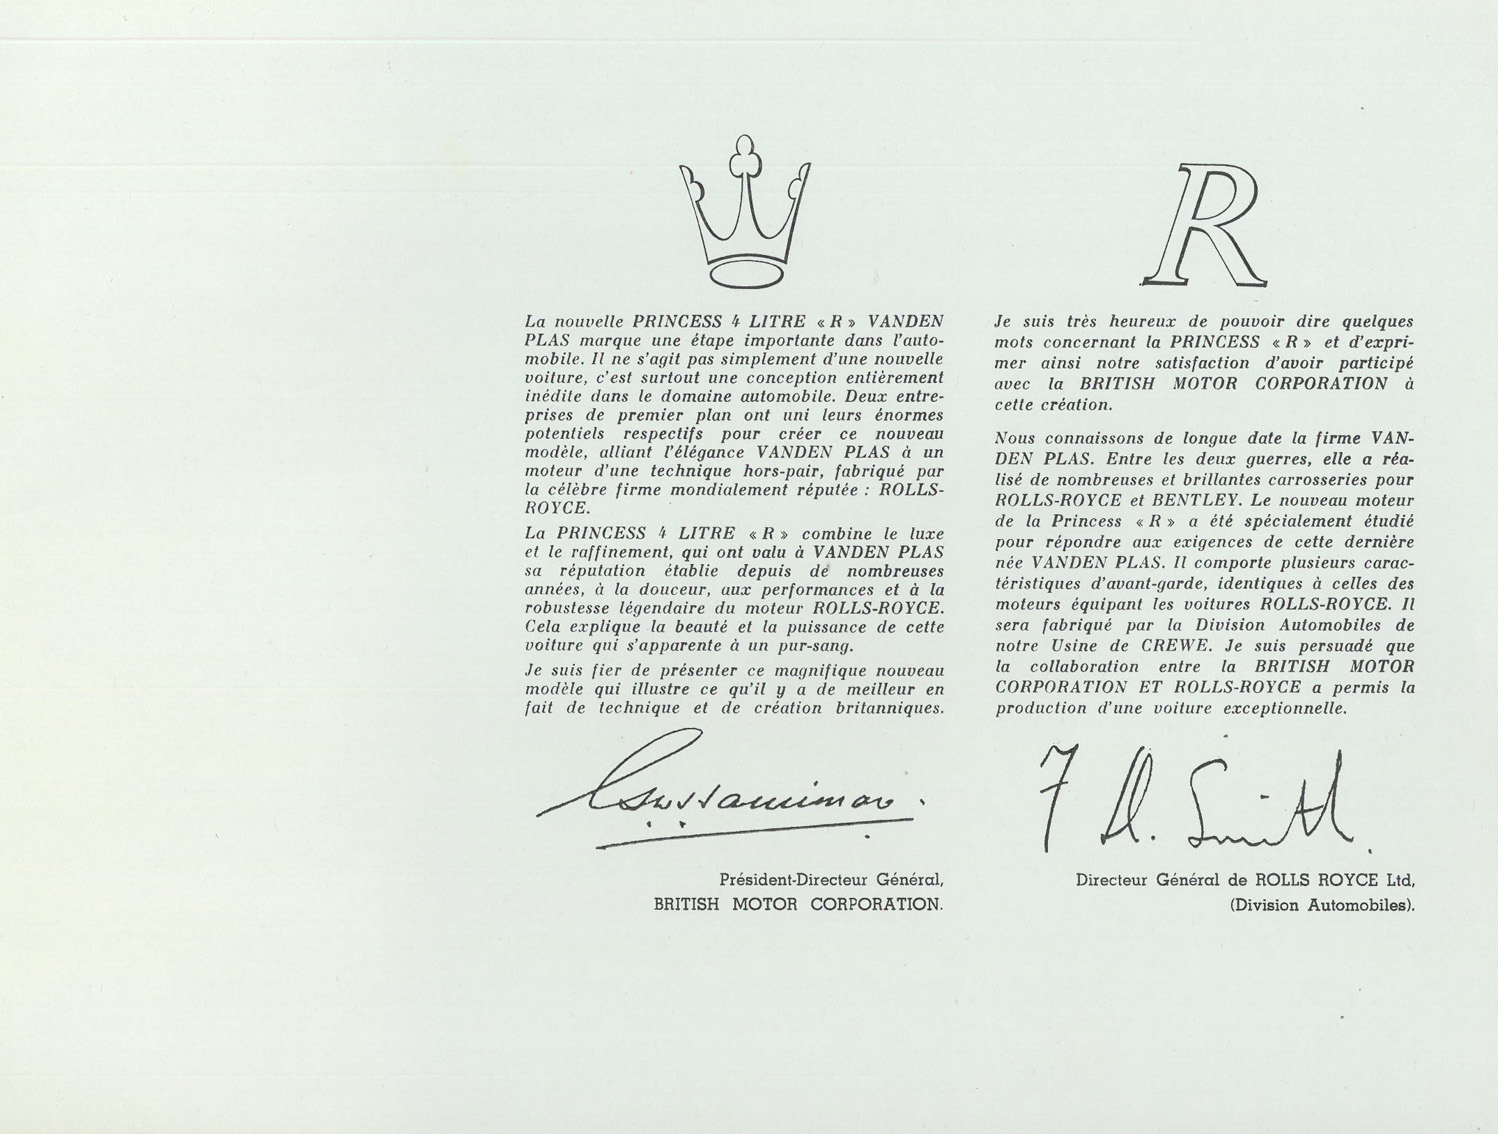 La nouvelle PRINCESS 4 LITRE « R » VANDEN
PLAS marque une étape importante dans l'auto-
mobile. Il ne s'agit pas simplement d'une nouvelle
voiture, c'est surtout une conception entièrement
inédite dans le domaine automobile. Deux entre-
prises de premier plan ont uni leurs énormes
potentiels respectifs pour créer ce nouveau
modèle, alliant l'élégance VANDEN PLAS à un
moteur d'une technique hors-pair, fabriqué par
la célèbre firme mondialement réputée : ROLLS-
ROYCE.
La PRINCESS 4 LITRE « R » combine le luxe
et le raffinement, qui ont valu à VANDEN PLAS
sa réputation établie depuis de nombreuses
années, à la douceur, aux performances et à la
robustesse légendaire du moteur ROLLS-ROYCE.
Cela explique la beauté et la puissance de cette
voiture qui s'apparente à un pur-sang.
Je suis fier de présenter ce magnifique nouveau
modèle qui illustre ce qu'il y a de meilleur en
fait de technique et de création britanniques.
Président-Directeur Général,
BRITISH MOTOR CORPORATION.
R
Je suis très heureux de pouvoir dire quelques
mots concernant la PRINCESS « R » et d'expri-
mer ainsi notre satisfaction d'avoir participé
avec la BRITISH MOTOR CORPORATION à
cette création.
Nous connaissons de longue date la firme VAN-
DEN PLAS. Entre les deux guerres, elle a réa-
lisé de nombreuses et brillantes carrosseries pour
ROLLS-ROYCE et BENTLEY. Le nouveau moteur
de la Princess « R » a été spécialement étudié
pour répondre aux exigences de cette dernière
née VANDEN PLAS. Il comporte plusieurs carac-
téristiques d'avant-garde, identiques à celles des
moteurs équipant les voitures ROLLS-ROYCE. Il
sera fabriqué par la Division Automobiles de
notre Usine de CREWE. Je suis persuadé que
la collaboration entre la BRITISH MOTOR
CORPORATION ET ROLLS-ROYCE a permis la
production d'une voiture exceptionnelle.
Smith
Directeur Général de ROLLS ROYCE Ltd,
(Division Automobiles).